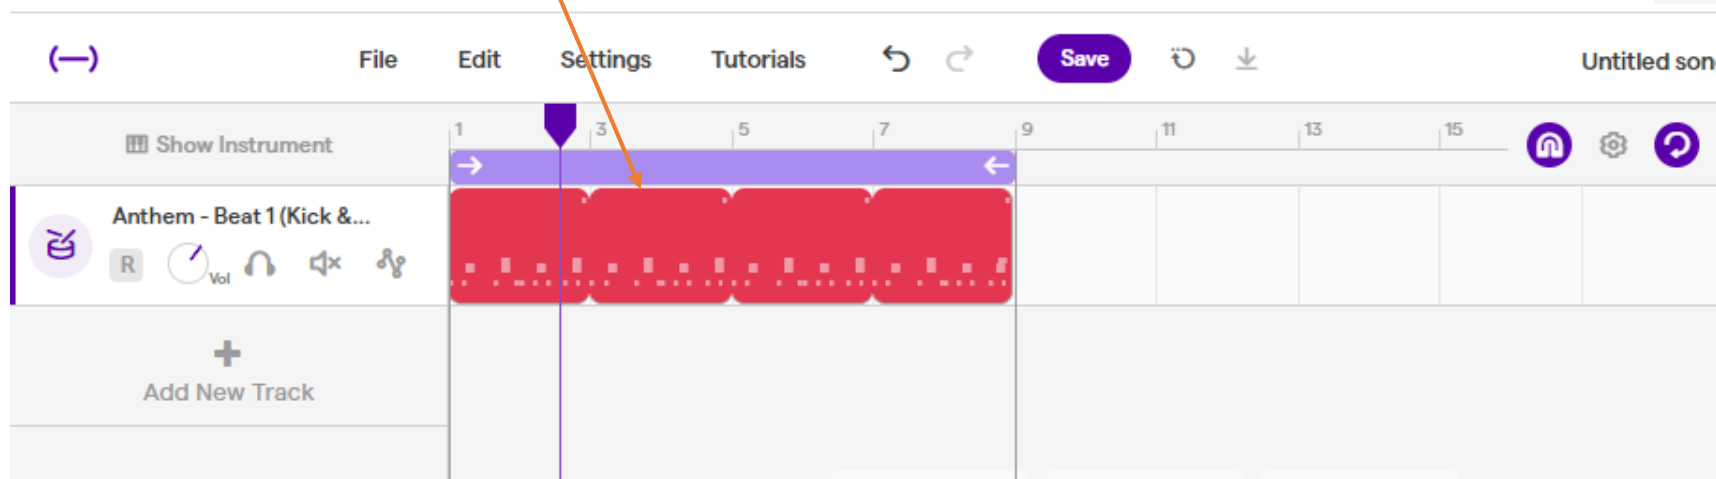 File Edit Settings Tutorials Save Untitled son
Show Instrument 1 3 5 7 9 11 13 15
Anthem - Beat 1 (Kick &...
R Vol
Add New Track